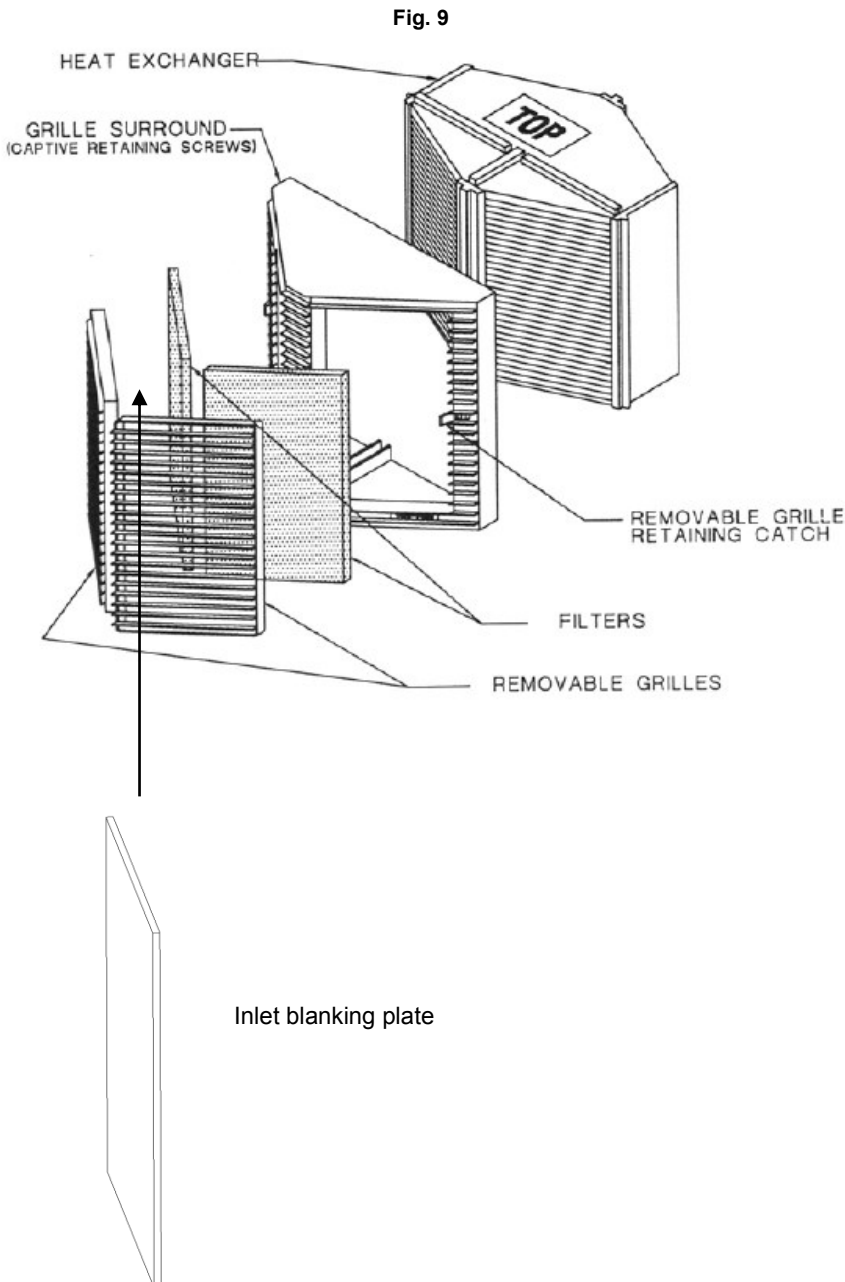 Fig. 9
HEAT EXCHANGER
GRILLE SURROUND
(CAPTIVE RETAINING SCREWS)
TOP
REMOVABLE GRILLE
RETAINING CATCH
FILTERS
REMOVABLE GRILLES
Inlet blanking plate